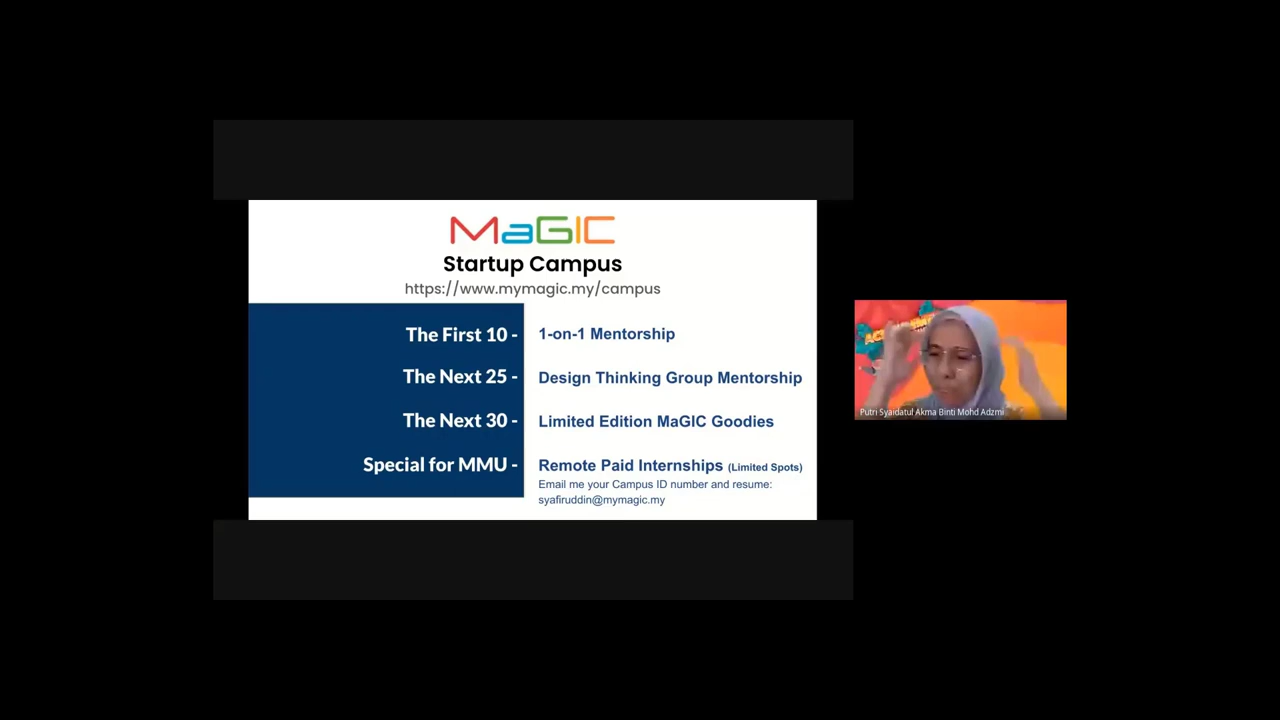 MaGIC
Startup Campus
https://www.mymagic.my/campus
The First 10 - 1-on-1 Mentorship
The Next 25 - Design Thinking Group Mentorship
The Next 30 - Limited Edition MaGIC Goodies
Special for MMU - Remote Paid Internships (Limited Spots)
Email me your Campus ID number and resume:
syafiruddin@mymagic.my
Putri Syaidatul Akma Binti Mohd Adzmi